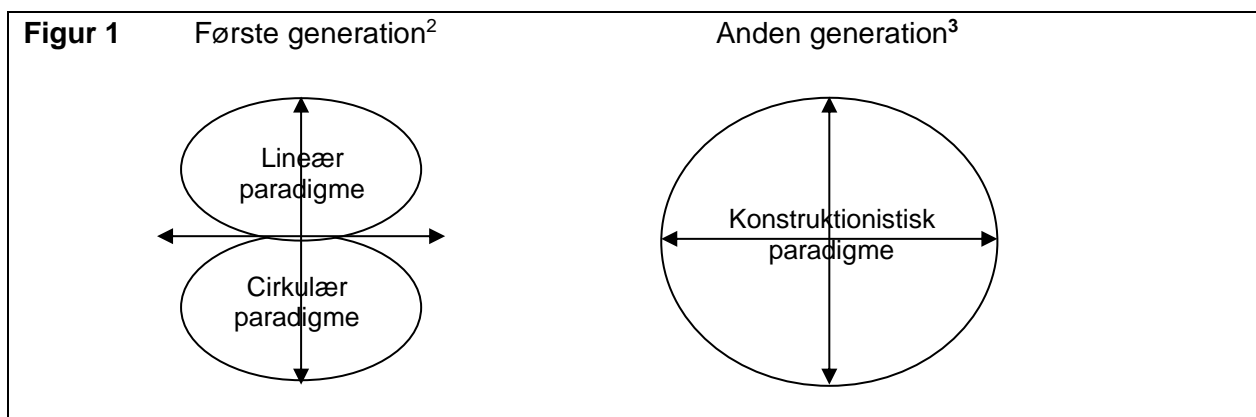 Figur 1 Første generation² Anden generation³
Lineær
paradigme
Konstruktionistisk
paradigme
Cirkulær
paradigme